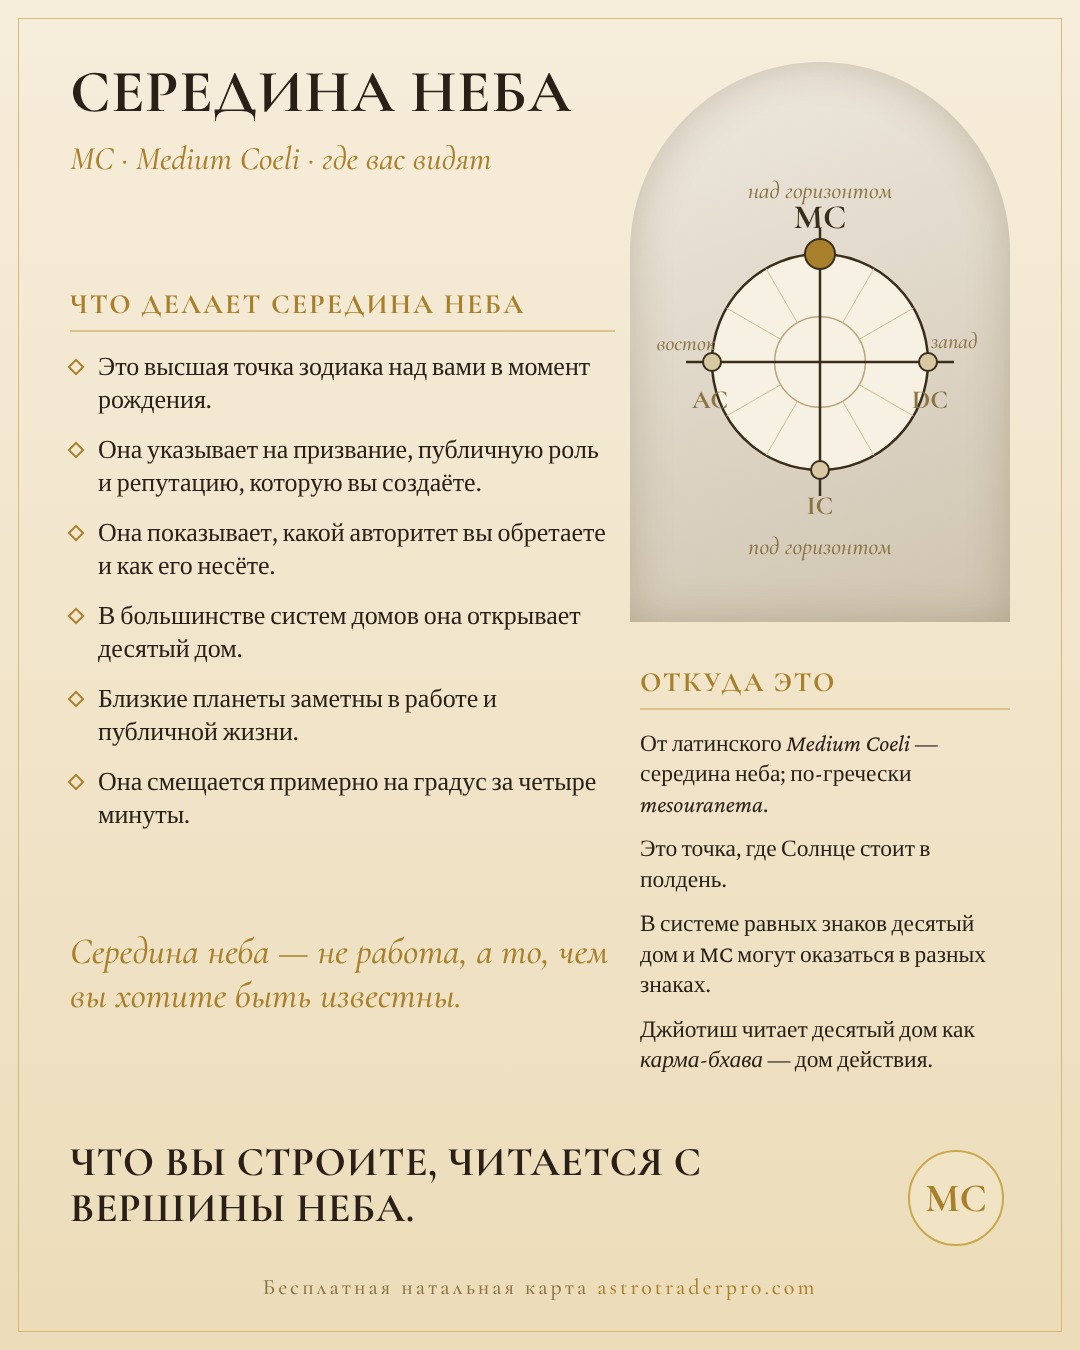 СЕРЕДИНА НЕБА
MC · Medium Coeli · где вас видят
ЧТО ДЕЛАЕТ СЕРЕДИНА НЕБА
Это высшая точка зодиака над вами в момент
рождения.
Она указывает на призвание, публичную роль
и репутацию, которую вы создаёте.
Она показывает, какой авторитет вы обретаете
и как его несёте.
В большинстве систем домов она открывает
десятый дом.
Близкие планеты заметны в работе и
публичной жизни.
Она смещается примерно на градус за четыре
минуты.
Середина неба — не работа, а то, чем
вы хотите быть известны.
над горизонтом
MC
восток
запад
AC
DC
IC
под горизонтом
ОТКУДА ЭТО
От латинского Medium Coeli —
середина неба; по-гречески
mesouranema.
Это точка, где Солнце стоит в
полдень.
В системе равных знаков десятый
дом и MC могут оказаться в разных
знаках.
Джйотиш читает десятый дом как
карма-бхава — дом действия.
ЧТО ВЫ СТРОИТЕ, ЧИТАЕТСЯ С
ВЕРШИНЫ НЕБА.
MC
Бесплатная натальная карта astrotraderpro.com